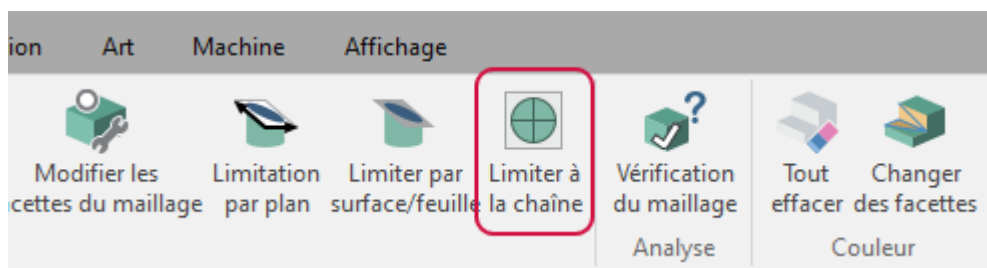 ion Art Machine Affichage
Modifier les Limitation Limiter par Limiter à Vérification Tout Changer
cettes du maillage par plan surface/feuille la chaîne du maillage effacer des facettes
Analyse Couleur